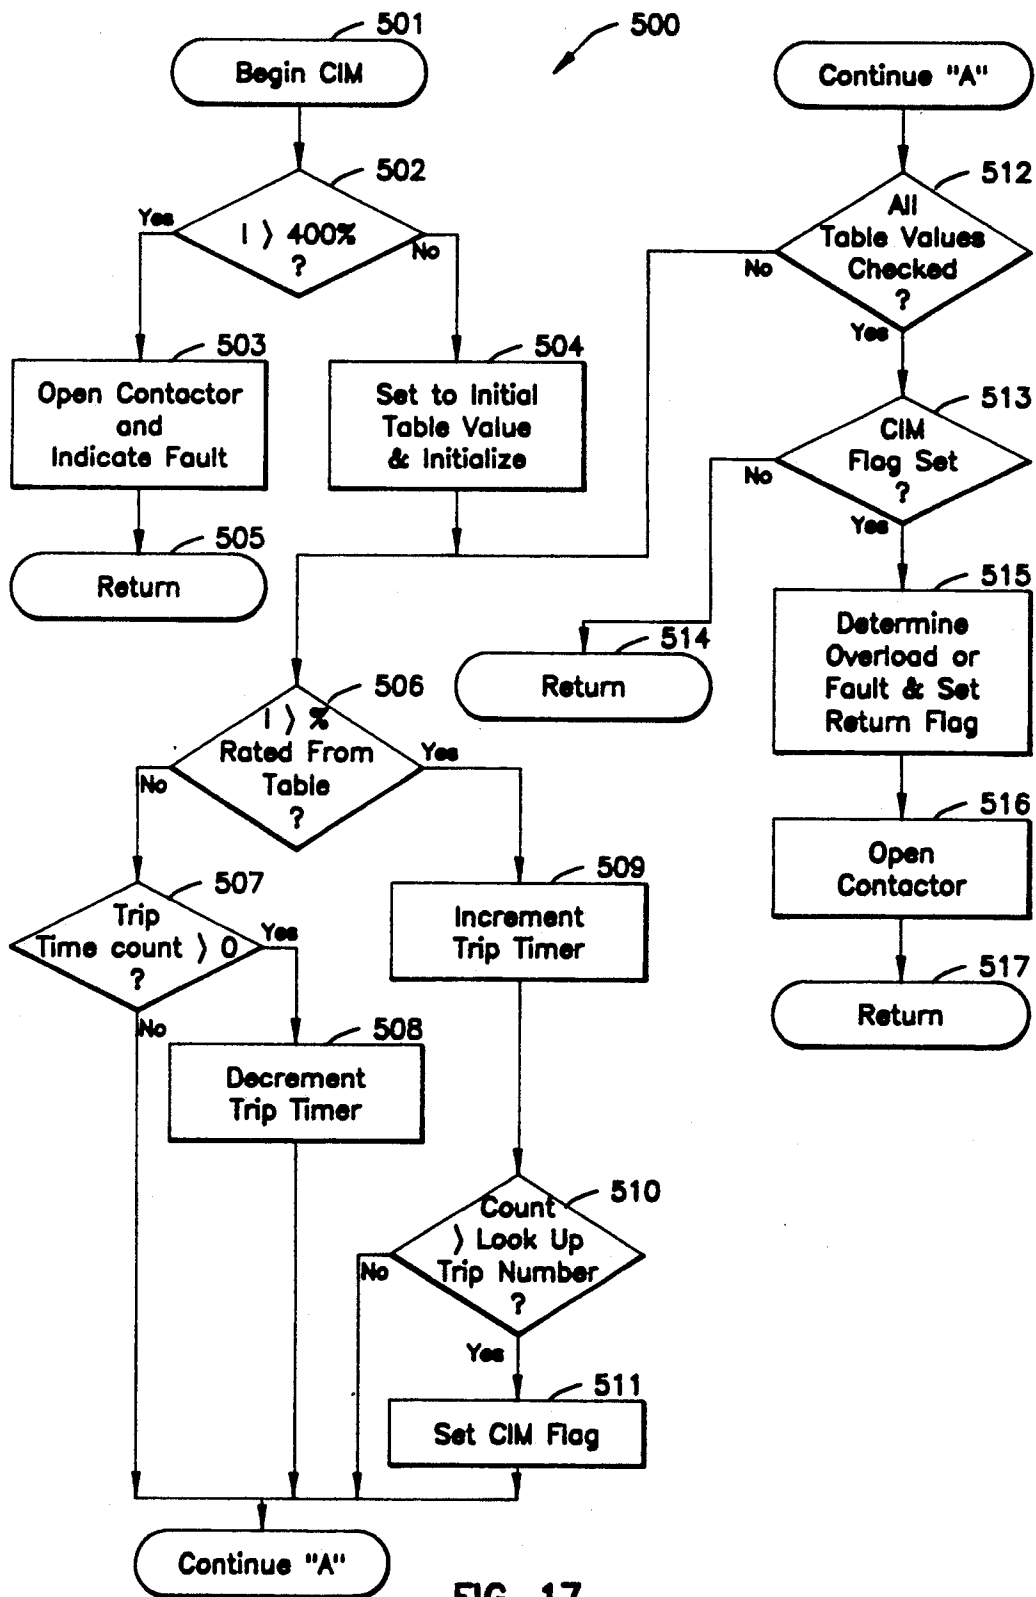 501
Begin CIM
500
502
Yes
I > 400%
?
No
503
Open Contactor
and
Indicate Fault
504
Set to Initial
Table Value
& Initialize
505
Return
506
I > %
Rated From
Table
?
No
Yes
507
Trip
Time count > 0
?
Yes
No
508
Decrement
Trip Timer
509
Increment
Trip Timer
510
Count
> Look Up
Trip Number
?
No
Yes
511
Set CIM Flag
Continue "A"
Continue "A"
512
All
Table Values
Checked
?
No
Yes
513
CIM
Flag Set
?
No
Yes
514
Return
515
Determine
Overload or
Fault & Set
Return Flag
516
Open
Contactor
517
Return
FIG. 17